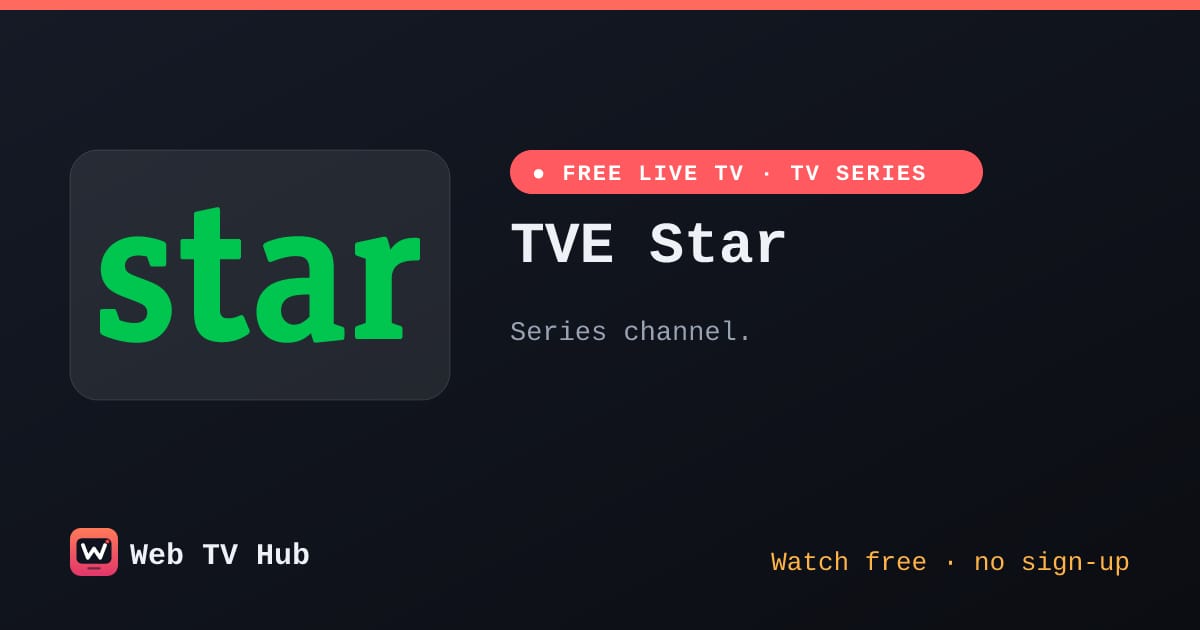 star
● FREE LIVE TV · TV SERIES
TVE Star
Series channel.
W
Web TV Hub
Watch free · no sign-up